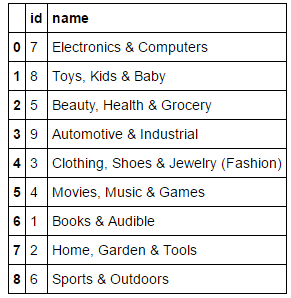 id name
0 7 Electronics & Computers
1 8 Toys, Kids & Baby
2 5 Beauty, Health & Grocery
3 9 Automotive & Industrial
4 3 Clothing, Shoes & Jewelry (Fashion)
5 4 Movies, Music & Games
6 1 Books & Audible
7 2 Home, Garden & Tools
8 6 Sports & Outdoors